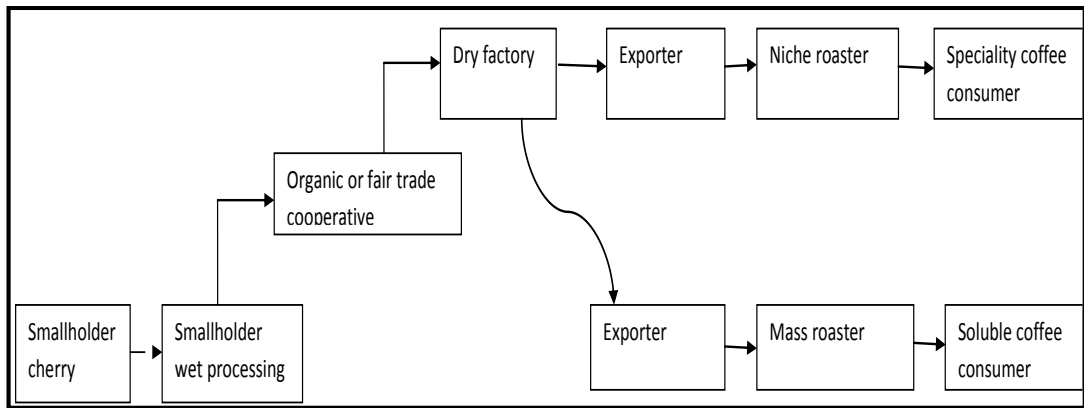 Dry factory
Exporter
Niche roaster
Speciality coffee
consumer
Organic or fair trade
cooperative
Smallholder
cherry
Smallholder
wet processing
Exporter
Mass roaster
Soluble coffee
consumer